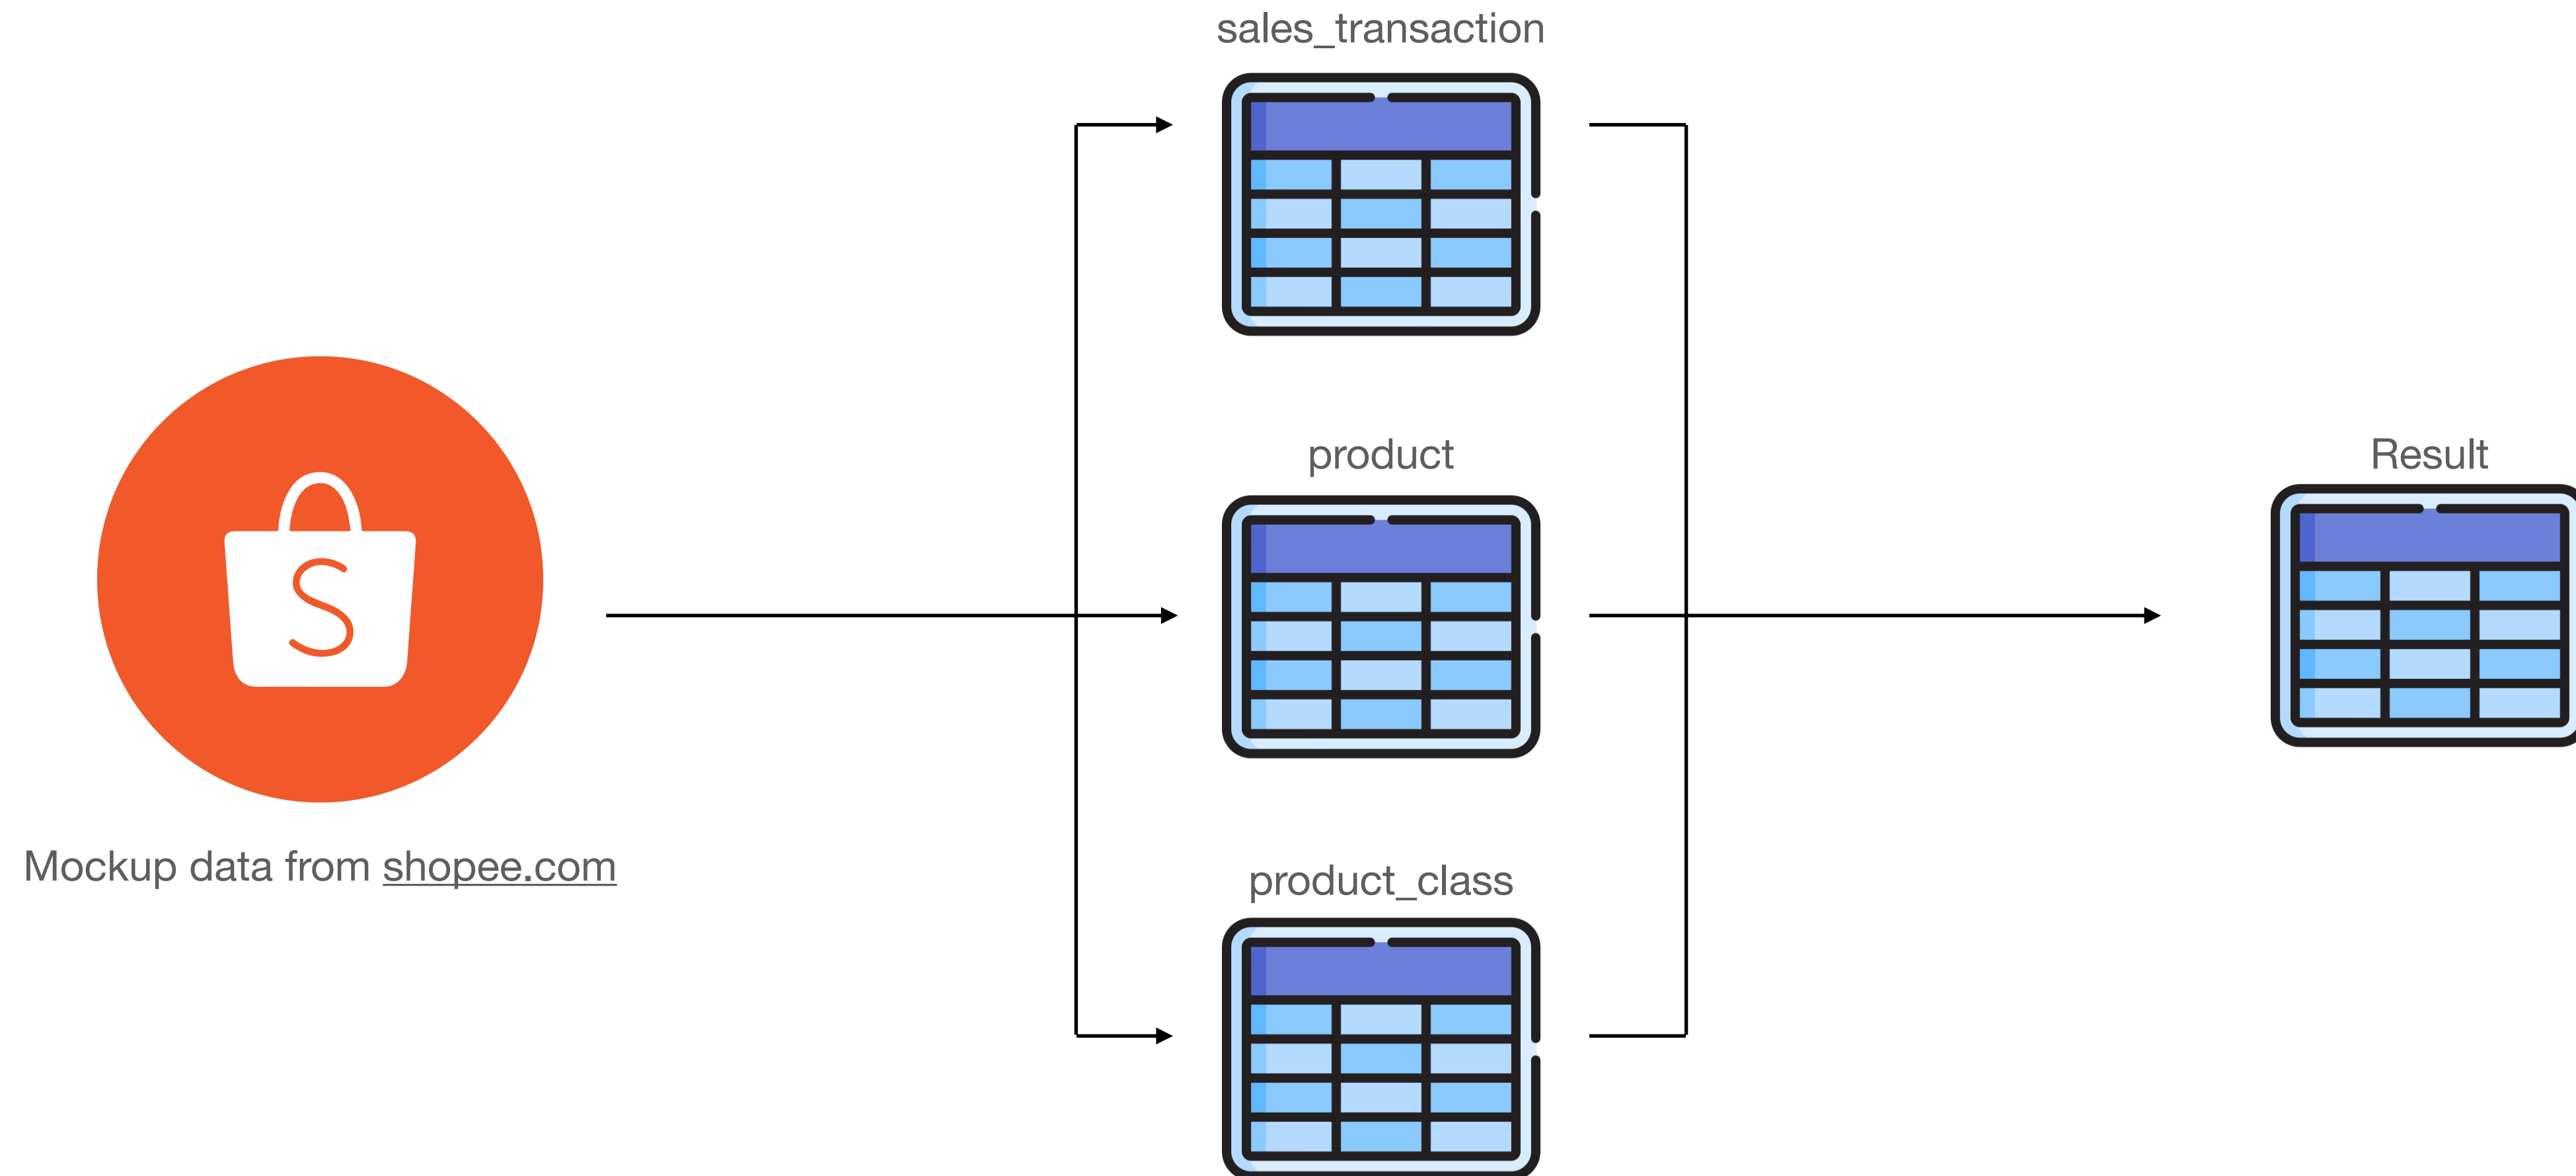 sales_transaction
product
Result
Mockup data from shopee.com
product_class
S